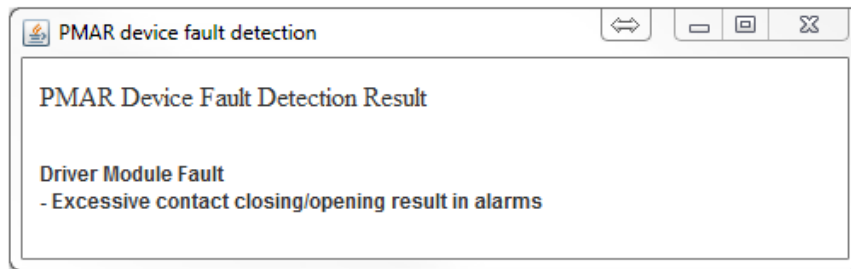 PMAR device fault detection
PMAR Device Fault Detection Result
Driver Module Fault
- Excessive contact closing/opening result in alarms